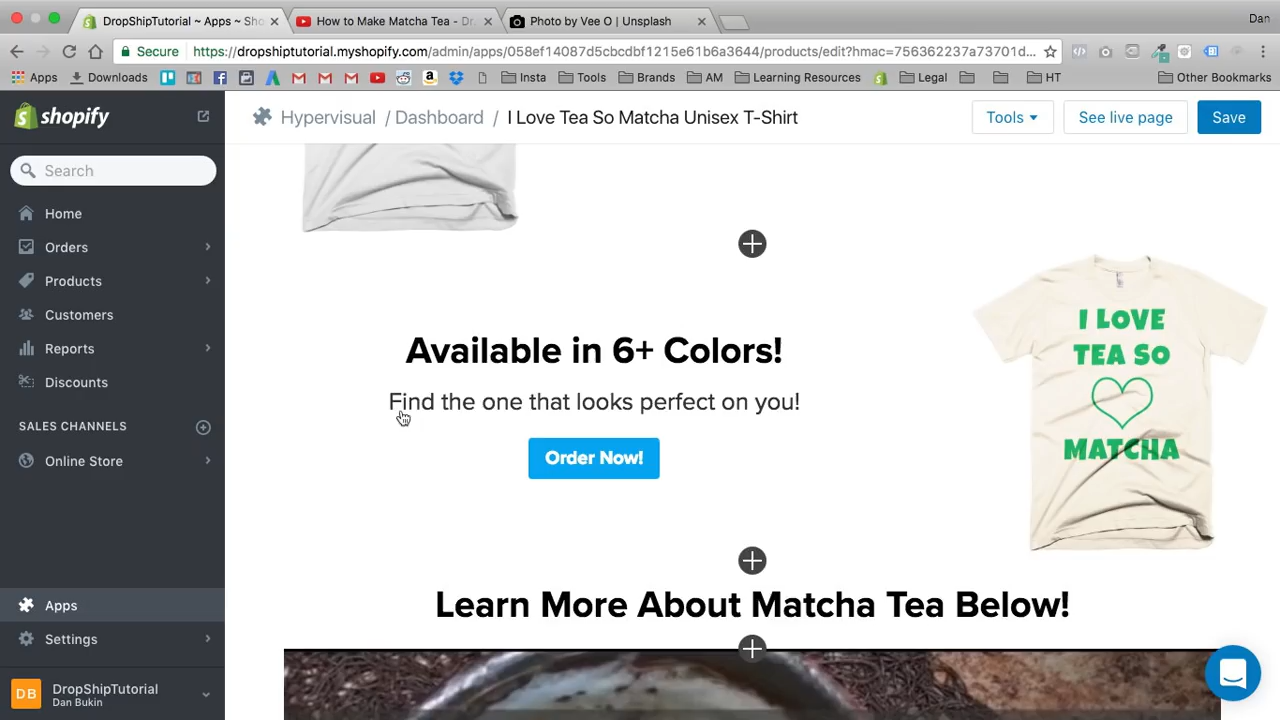 DropShipTutorial ~ Apps ~ Sho
How to Make Matcha Tea - Dr
Photo by Vee O | Unsplash
Dan
Secure
https://dropshiptutorial.myshopify.com/admin/apps/058ef14087d5cbcdbf1215e61b6a3644/products/edit?hmac=756362237a73701d...
Apps
Downloads
Insta
Tools
Brands
AM
Learning Resources
Legal
HT
Other Bookmarks
shopify
Hypervisual / Dashboard / I Love Tea So Matcha Unisex T-Shirt
Tools
See live page
Save
Search
Home
Orders
Products
Customers
Reports
Discounts
SALES CHANNELS
Online Store
Apps
Settings
DB
DropShipTutorial
Dan Bukin
Available in 6+ Colors!
Find the one that looks perfect on you!
Order Now!
I LOVE
TEA SO
MATCHA
Learn More About Matcha Tea Below!